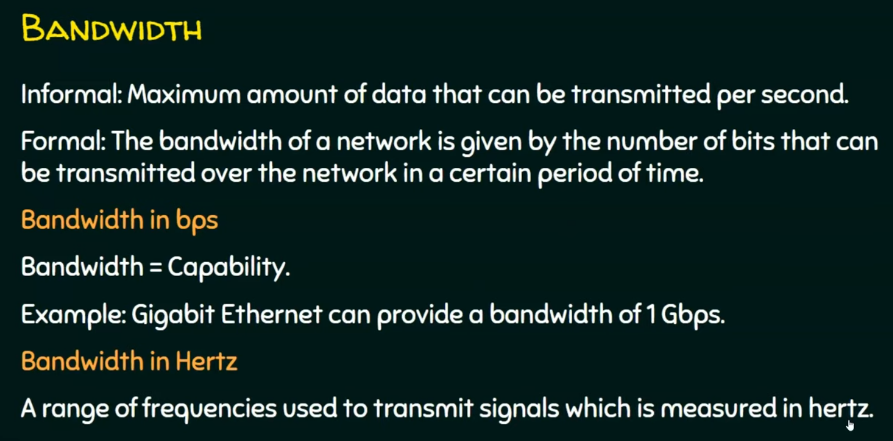 BANDWIDTH
Informal: Maximum amount of data that can be transmitted per second.
Formal: The bandwidth of a network is given by the number of bits that can
be transmitted over the network in a certain period of time.
Bandwidth in bps
Bandwidth = Capability.
Example: Gigabit Ethernet can provide a bandwidth of 1 Gbps.
Bandwidth in Hertz
A range of frequencies used to transmit signals which is measured in hertz.